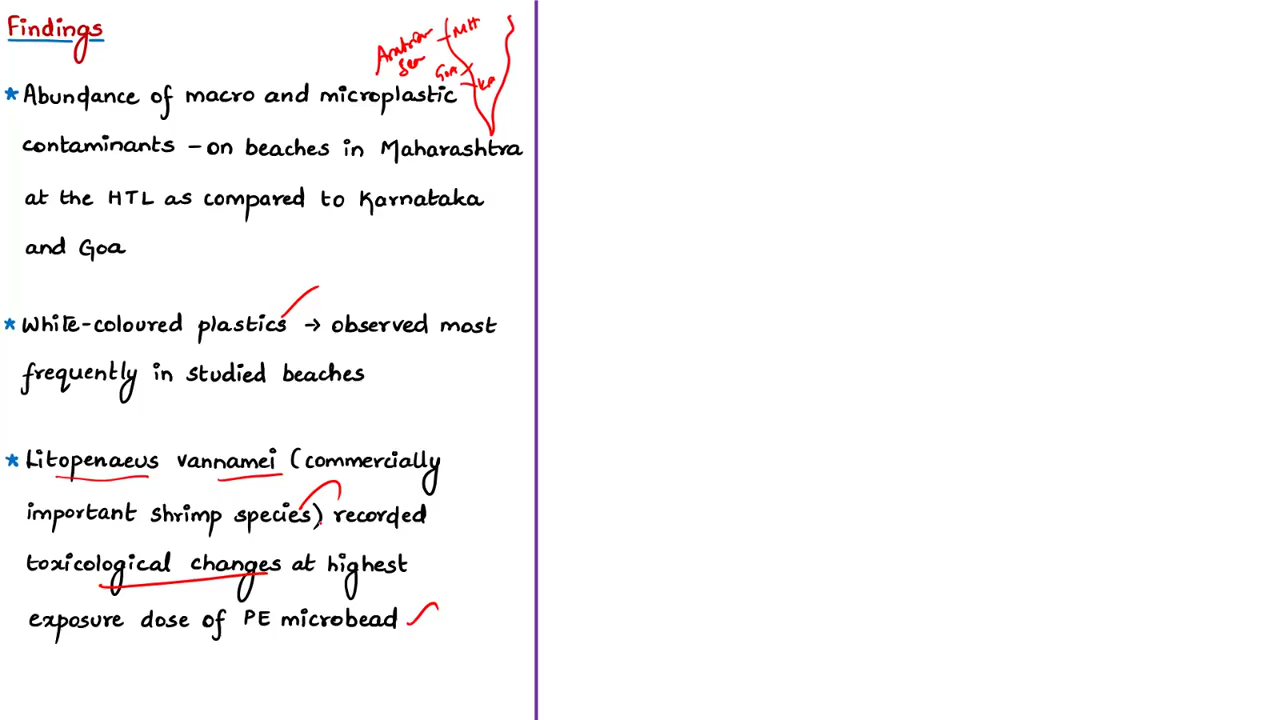 Findings
Arabian
Sea
MH
Goa
KA
* Abundance of macro and microplastic
contaminants – on beaches in Maharashtra
at the HTL as compared to Karnataka
and Goa
* White-coloured plastics → observed most
frequently in studied beaches
* Litopenaeus vannamei (commercially
important shrimp species) recorded
toxicological changes at highest
exposure dose of PE microbead